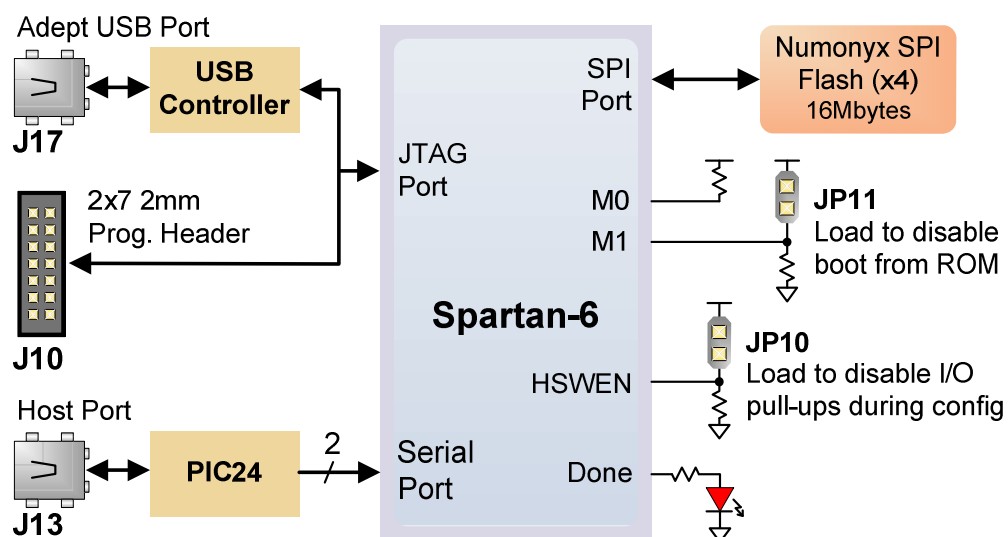 Adept USB Port
USB
Controller
J17
2x7 2mm
Prog. Header
J10
Host Port
PIC24
2
J13
SPI
Port
JTAG
Port
M0
M1
Spartan-6
HSWEN
Serial
Port
Done
Numonyx SPI
Flash (x4)
16Mbytes
JP11
Load to disable
boot from ROM
JP10
Load to disable I/O
pull-ups during config